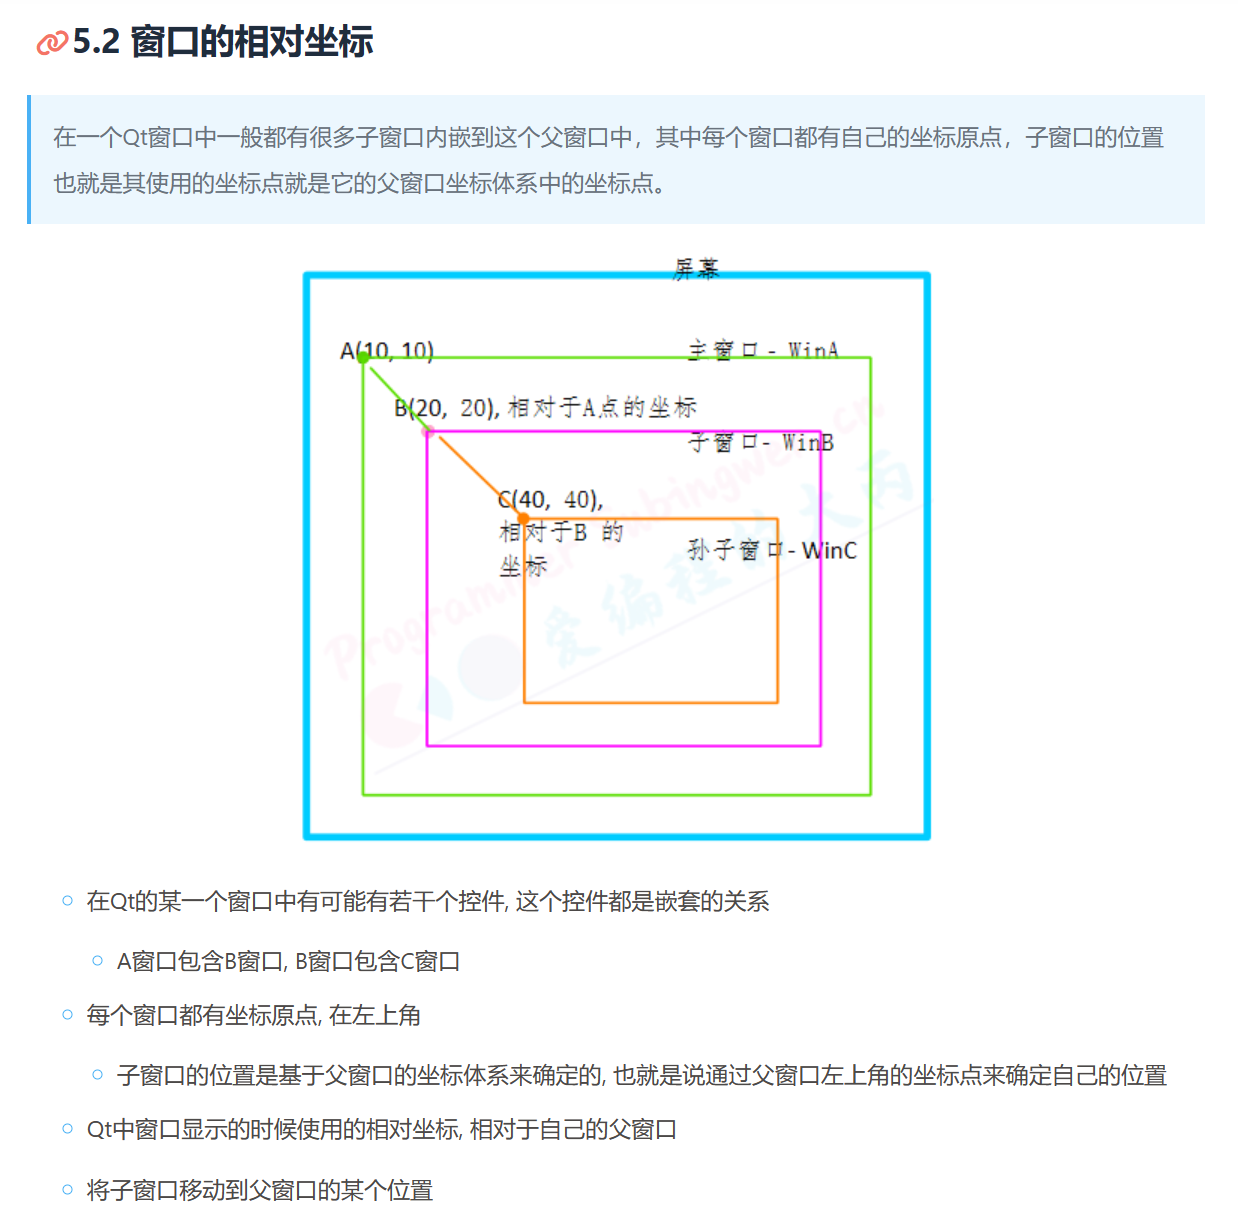 5.2 窗口的相对坐标
在一个Qt窗口中一般都有很多子窗口内嵌到这个父窗口中，其中每个窗口都有自己的坐标原点，子窗口的位置
也就是其使用的坐标点就是它的父窗口坐标体系中的坐标点。
屏幕
A(10, 10)
主窗口 - WinA
B(20, 20), 相对于A点的坐标
子窗口- WinB
C(40, 40),
相对于B 的
坐标
孙子窗口- WinC
Programmer Subingwen.cn
爱编程的大丙
在Qt的某一个窗口中有可能有若干个控件, 这个控件都是嵌套的关系
A窗口包含B窗口, B窗口包含C窗口
每个窗口都有坐标原点, 在左上角
子窗口的位置是基于父窗口的坐标体系来确定的, 也就是说通过父窗口左上角的坐标点来确定自己的位置
Qt中窗口显示的时候使用的相对坐标, 相对于自己的父窗口
将子窗口移动到父窗口的某个位置